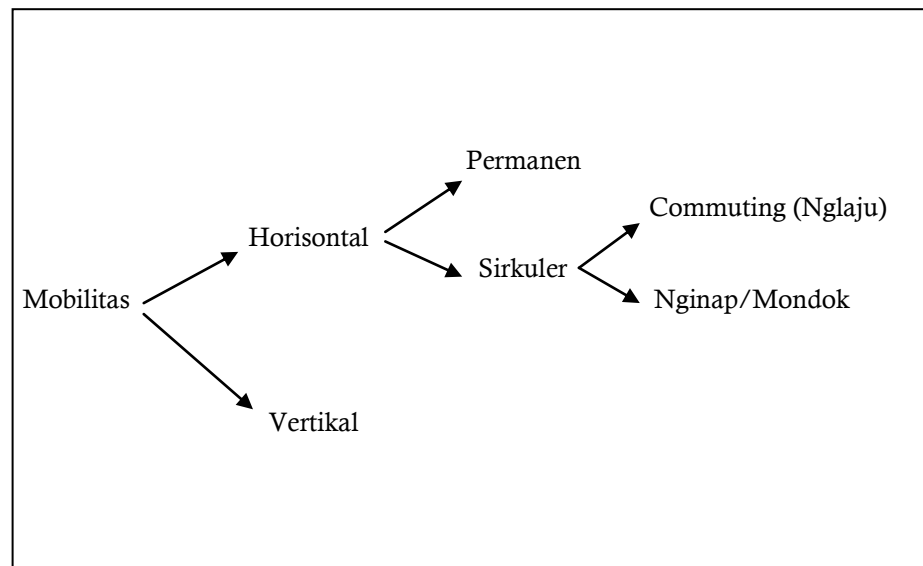 Permanen
Commuting (Nglaju)
Horisontal
Sirkuler
Mobilitas
Nginap/Mondok
Vertikal